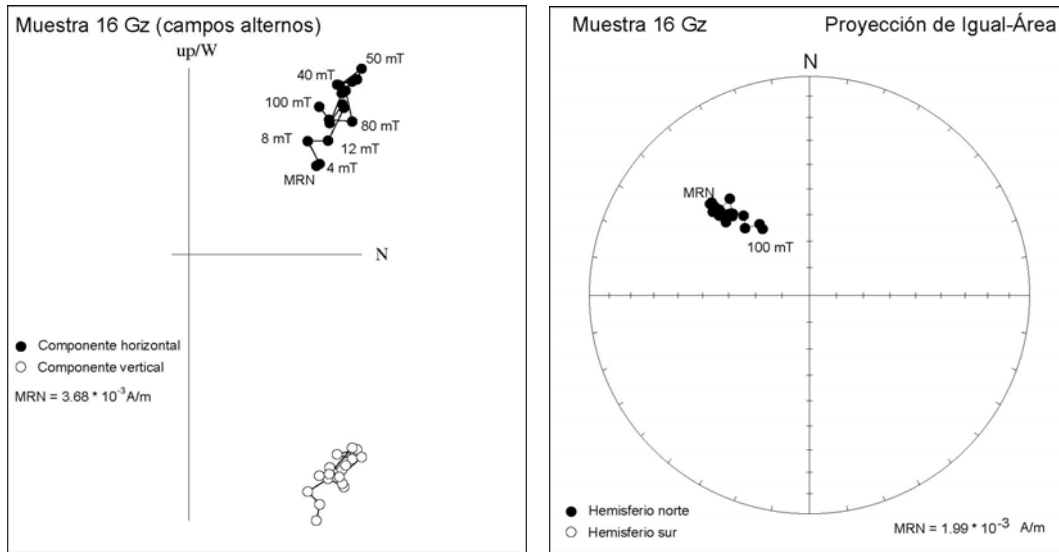 Muestra 16 Gz (campos alternos)
up/W
50 mT
40 mT
100 mT
80 mT
8 mT
12 mT
4 mT
MRN
N
Componente horizontal
Componente vertical
MRN = 3.68 * 10⁻³A/m
Muestra 16 Gz
Proyección de Igual-Área
N
MRN
100 mT
Hemisferio norte
Hemisferio sur
MRN = 1.99 * 10⁻³ A/m